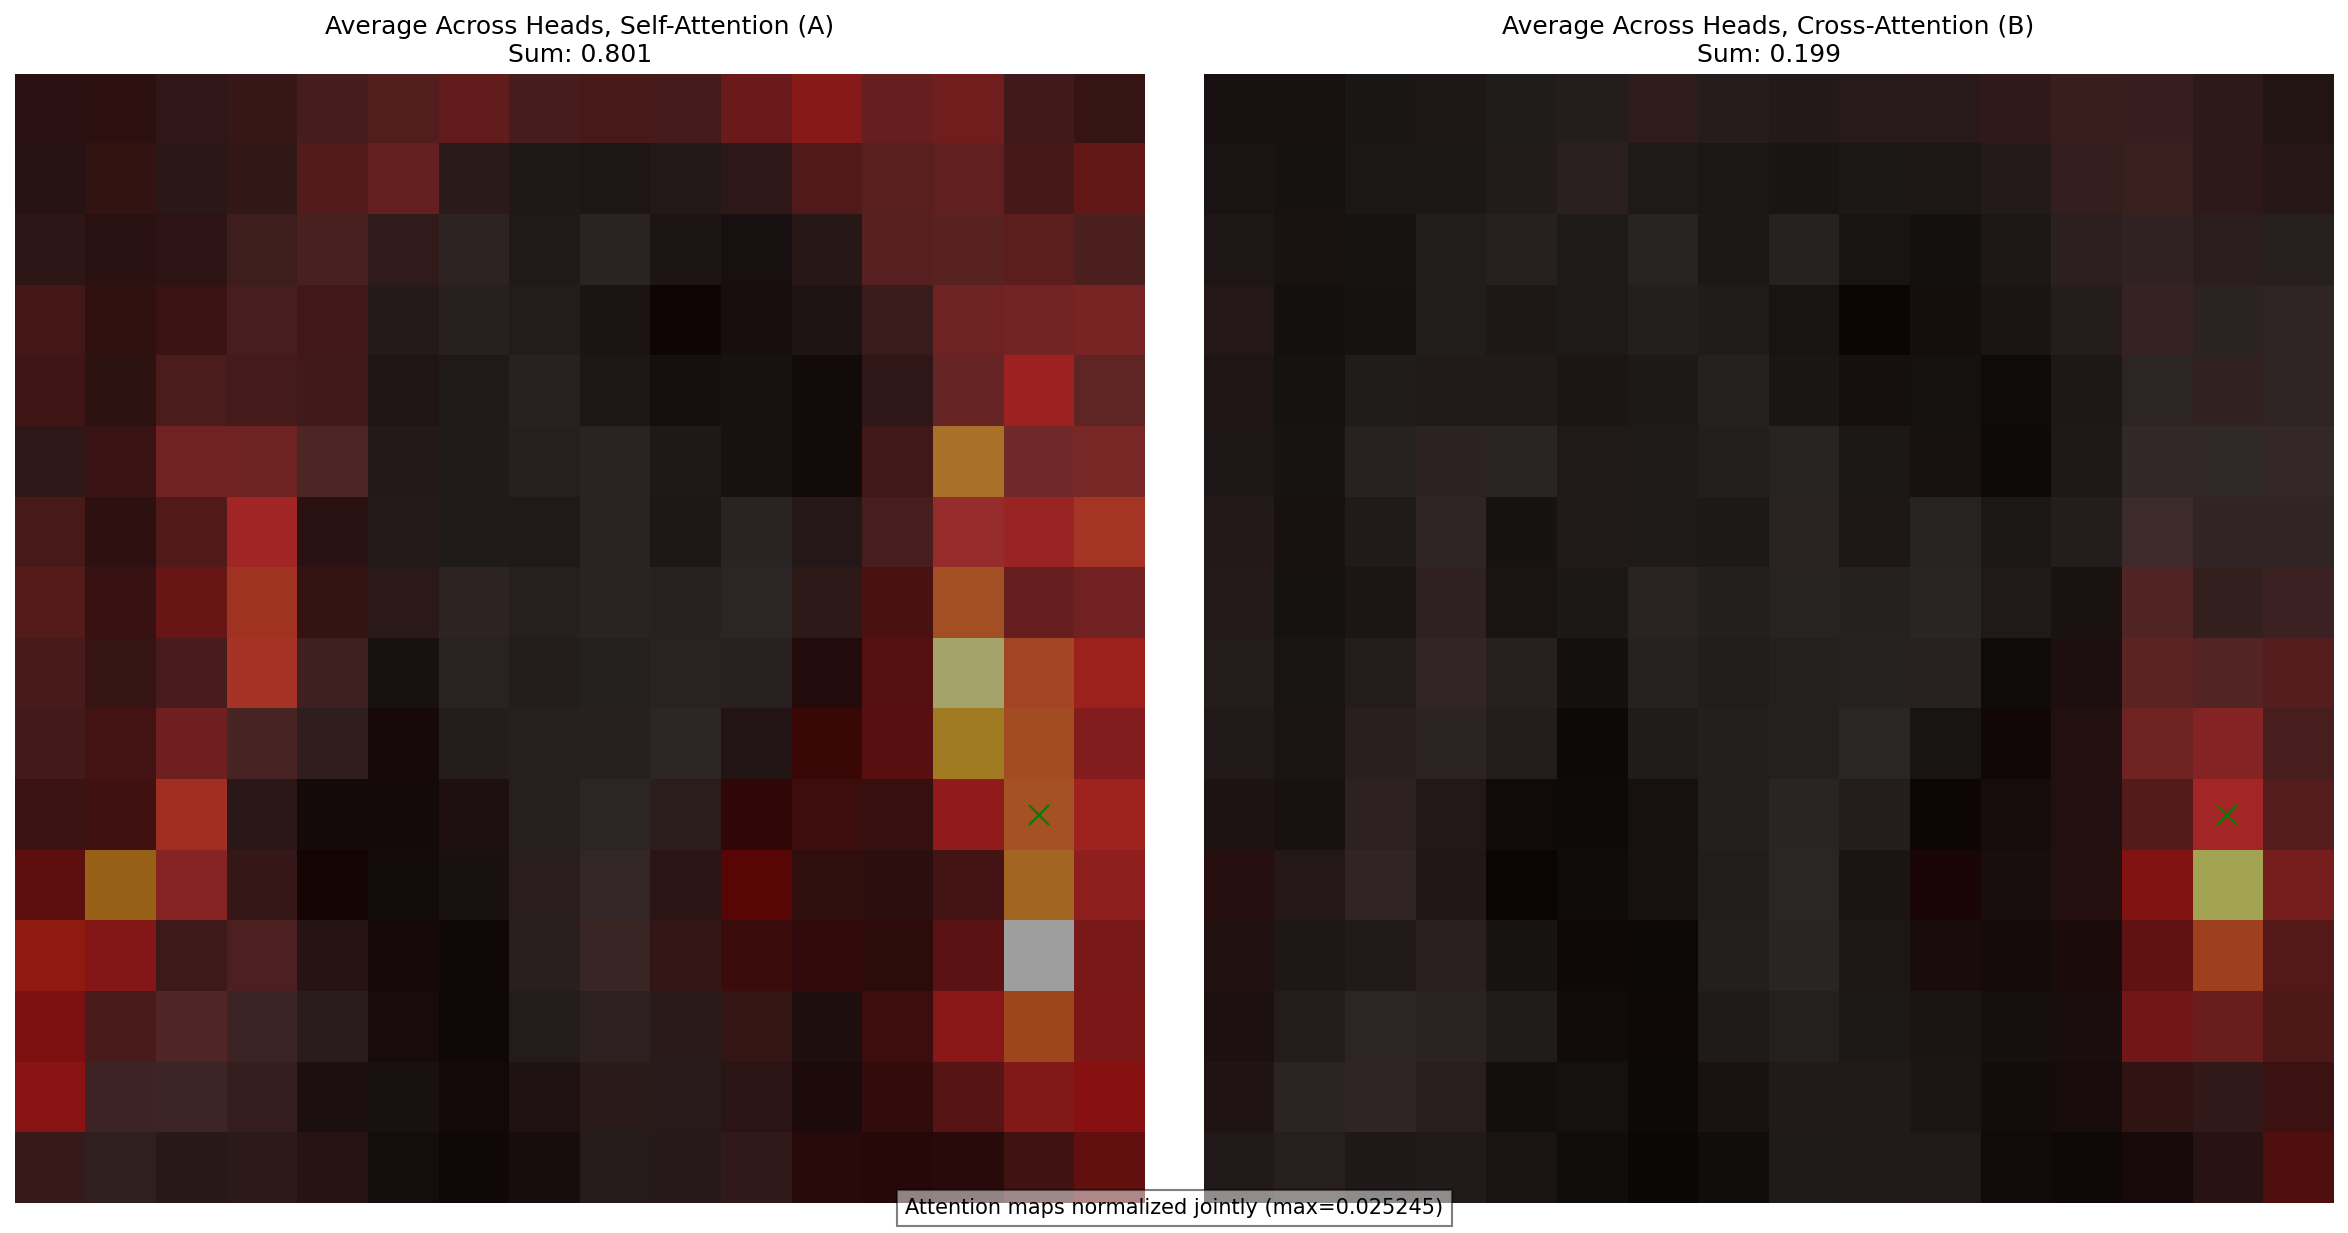 Average Across Heads, Self-Attention (A)
Sum: 0.801
Average Across Heads, Cross-Attention (B)
Sum: 0.199
Attention maps normalized jointly (max=0.025245)